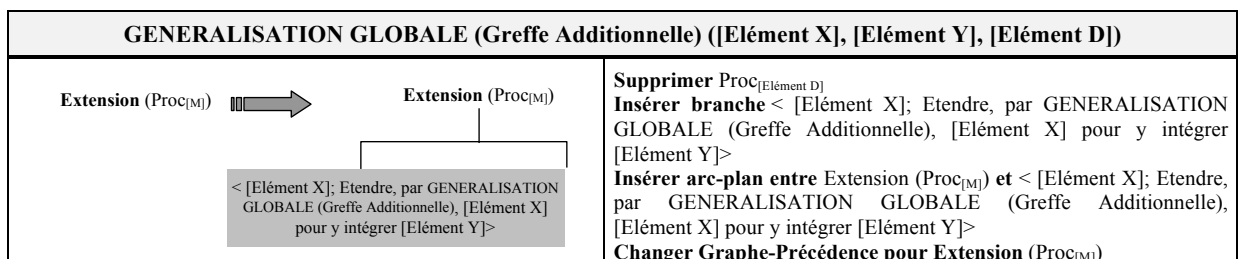 GENERALISATION GLOBALE (Greffe Additionnelle) ([Elément X], [Elément Y], [Elément D])
Extension (Proc[M])
Extension (Proc[M])
< [Elément X]; Etendre, par GENERALISATION
GLOBALE (Greffe Additionnelle), [Elément X]
pour y intégrer [Elément Y]>
Supprimer Proc[Elément D]
Insérer branche < [Elément X]; Etendre, par GENERALISATION
GLOBALE (Greffe Additionnelle), [Elément X] pour y intégrer
[Elément Y]>
Insérer arc-plan entre Extension (Proc[M]) et < [Elément X]; Etendre,
par GENERALISATION GLOBALE (Greffe Additionnelle),
[Elément X] pour y intégrer [Elément Y]>
Changer Graphe-Précédence pour Extension (Proc[M])